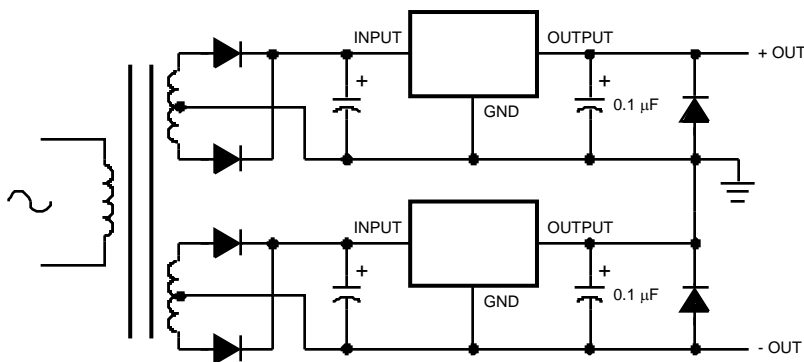 INPUT
OUTPUT
+ OUT
+
GND
+
0.1 μF
INPUT
OUTPUT
+
GND
+
0.1 μF
- OUT